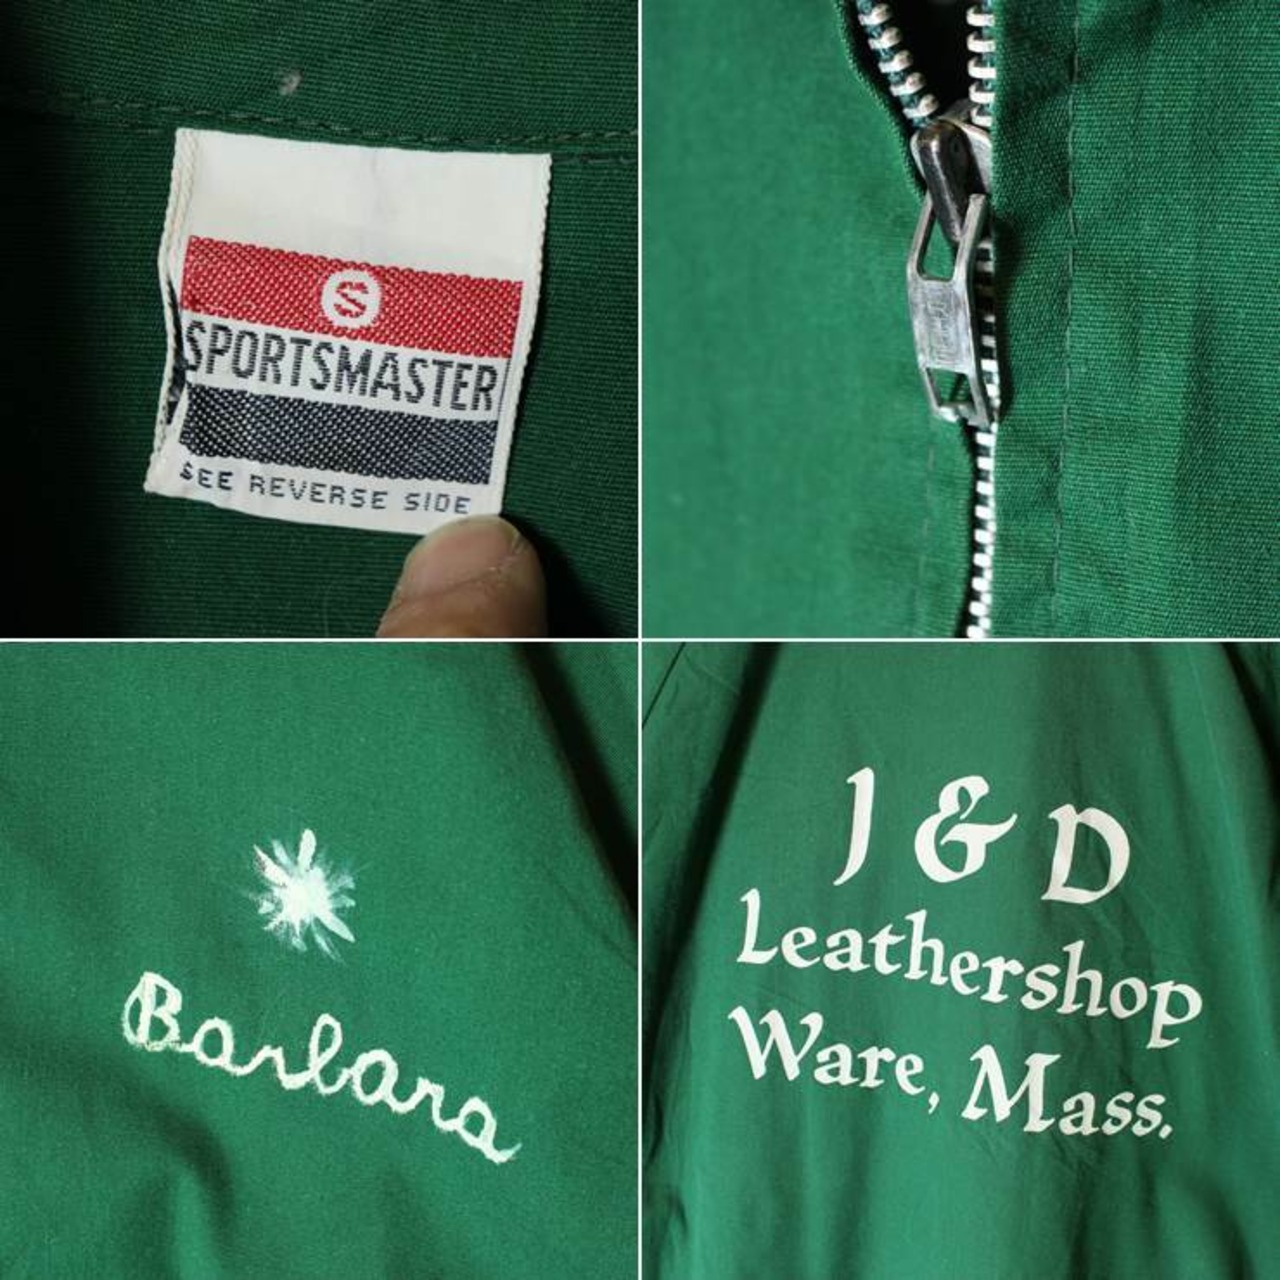 S
SPORTSMASTER
SEE REVERSE SIDE
Barbara
J & D
Leathershop
Ware, Mass.